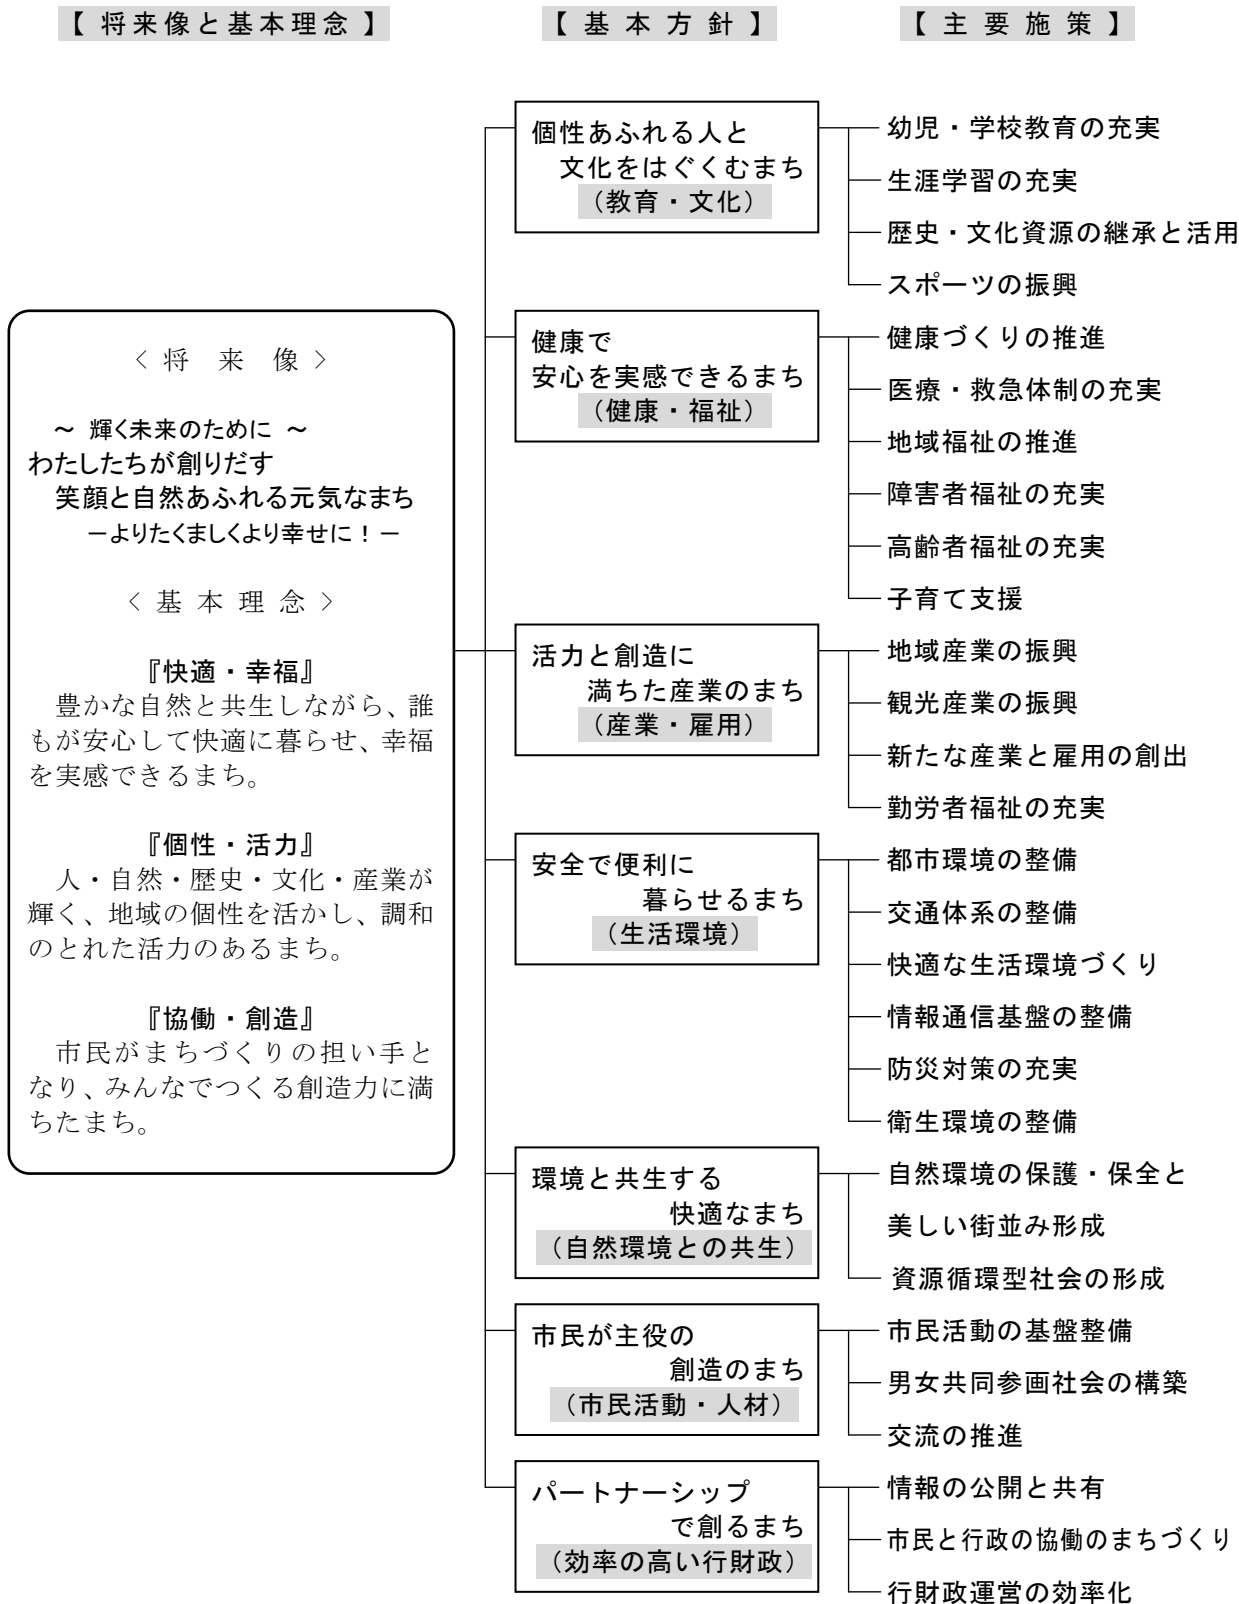 【 将来像と基本理念 】
【 基 本 方 針 】
【 主 要 施 策 】
＜ 将 来 像 ＞
～ 輝く未来のために ～
わたしたちが創りだす
笑顔と自然あふれる元気なまち
－よりたくましくより幸せに！－
＜ 基 本 理 念 ＞
『快適・幸福』
豊かな自然と共生しながら、誰
もが安心して快適に暮らせ、幸福
を実感できるまち。
『個性・活力』
人・自然・歴史・文化・産業が
輝く、地域の個性を活かし、調和
のとれた活力のあるまち。
『協働・創造』
市民がまちづくりの担い手と
なり、みんなでつくる創造力に満
ちたまち。
個性あふれる人と
文化をはぐくむまち
（教育・文化）
幼児・学校教育の充実
生涯学習の充実
歴史・文化資源の継承と活用
スポーツの振興
健康で
安心を実感できるまち
（健康・福祉）
健康づくりの推進
医療・救急体制の充実
地域福祉の推進
障害者福祉の充実
高齢者福祉の充実
子育て支援
活力と創造に
満ちた産業のまち
（産業・雇用）
地域産業の振興
観光産業の振興
新たな産業と雇用の創出
勤労者福祉の充実
安全で便利に
暮らせるまち
（生活環境）
都市環境の整備
交通体系の整備
快適な生活環境づくり
情報通信基盤の整備
防災対策の充実
衛生環境の整備
環境と共生する
快適なまち
（自然環境との共生）
自然環境の保護・保全と
美しい街並み形成
資源循環型社会の形成
市民が主役の
創造のまち
（市民活動・人材）
市民活動の基盤整備
男女共同参画社会の構築
交流の推進
パートナーシップ
で創るまち
（効率の高い行財政）
情報の公開と共有
市民と行政の協働のまちづくり
行財政運営の効率化